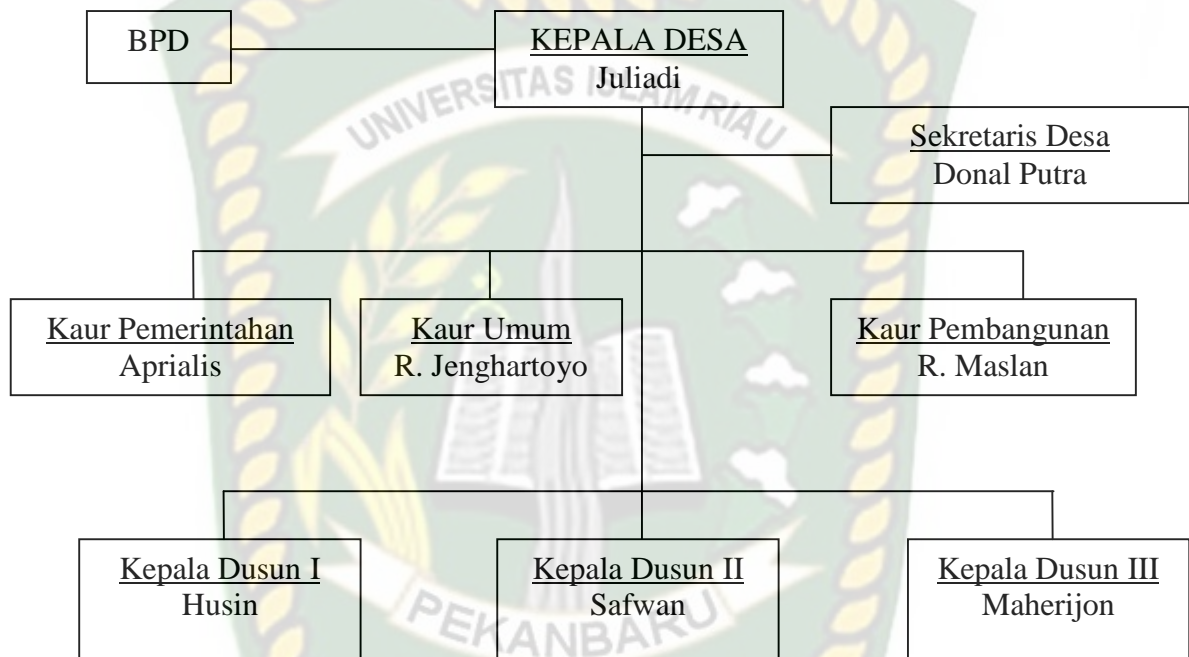 BPD
KEPALA DESA
Juliadi
UNIVERSITAS ISLAM RIAU
Sekretaris Desa
Donal Putra
Kaur Pemerintahan
Aprialis
Kaur Umum
R. Jenghartoyo
Kaur Pembangunan
R. Maslan
Kepala Dusun I
Husin
Kepala Dusun II
Safwan
Kepala Dusun III
Maherijon
PEKANBARU